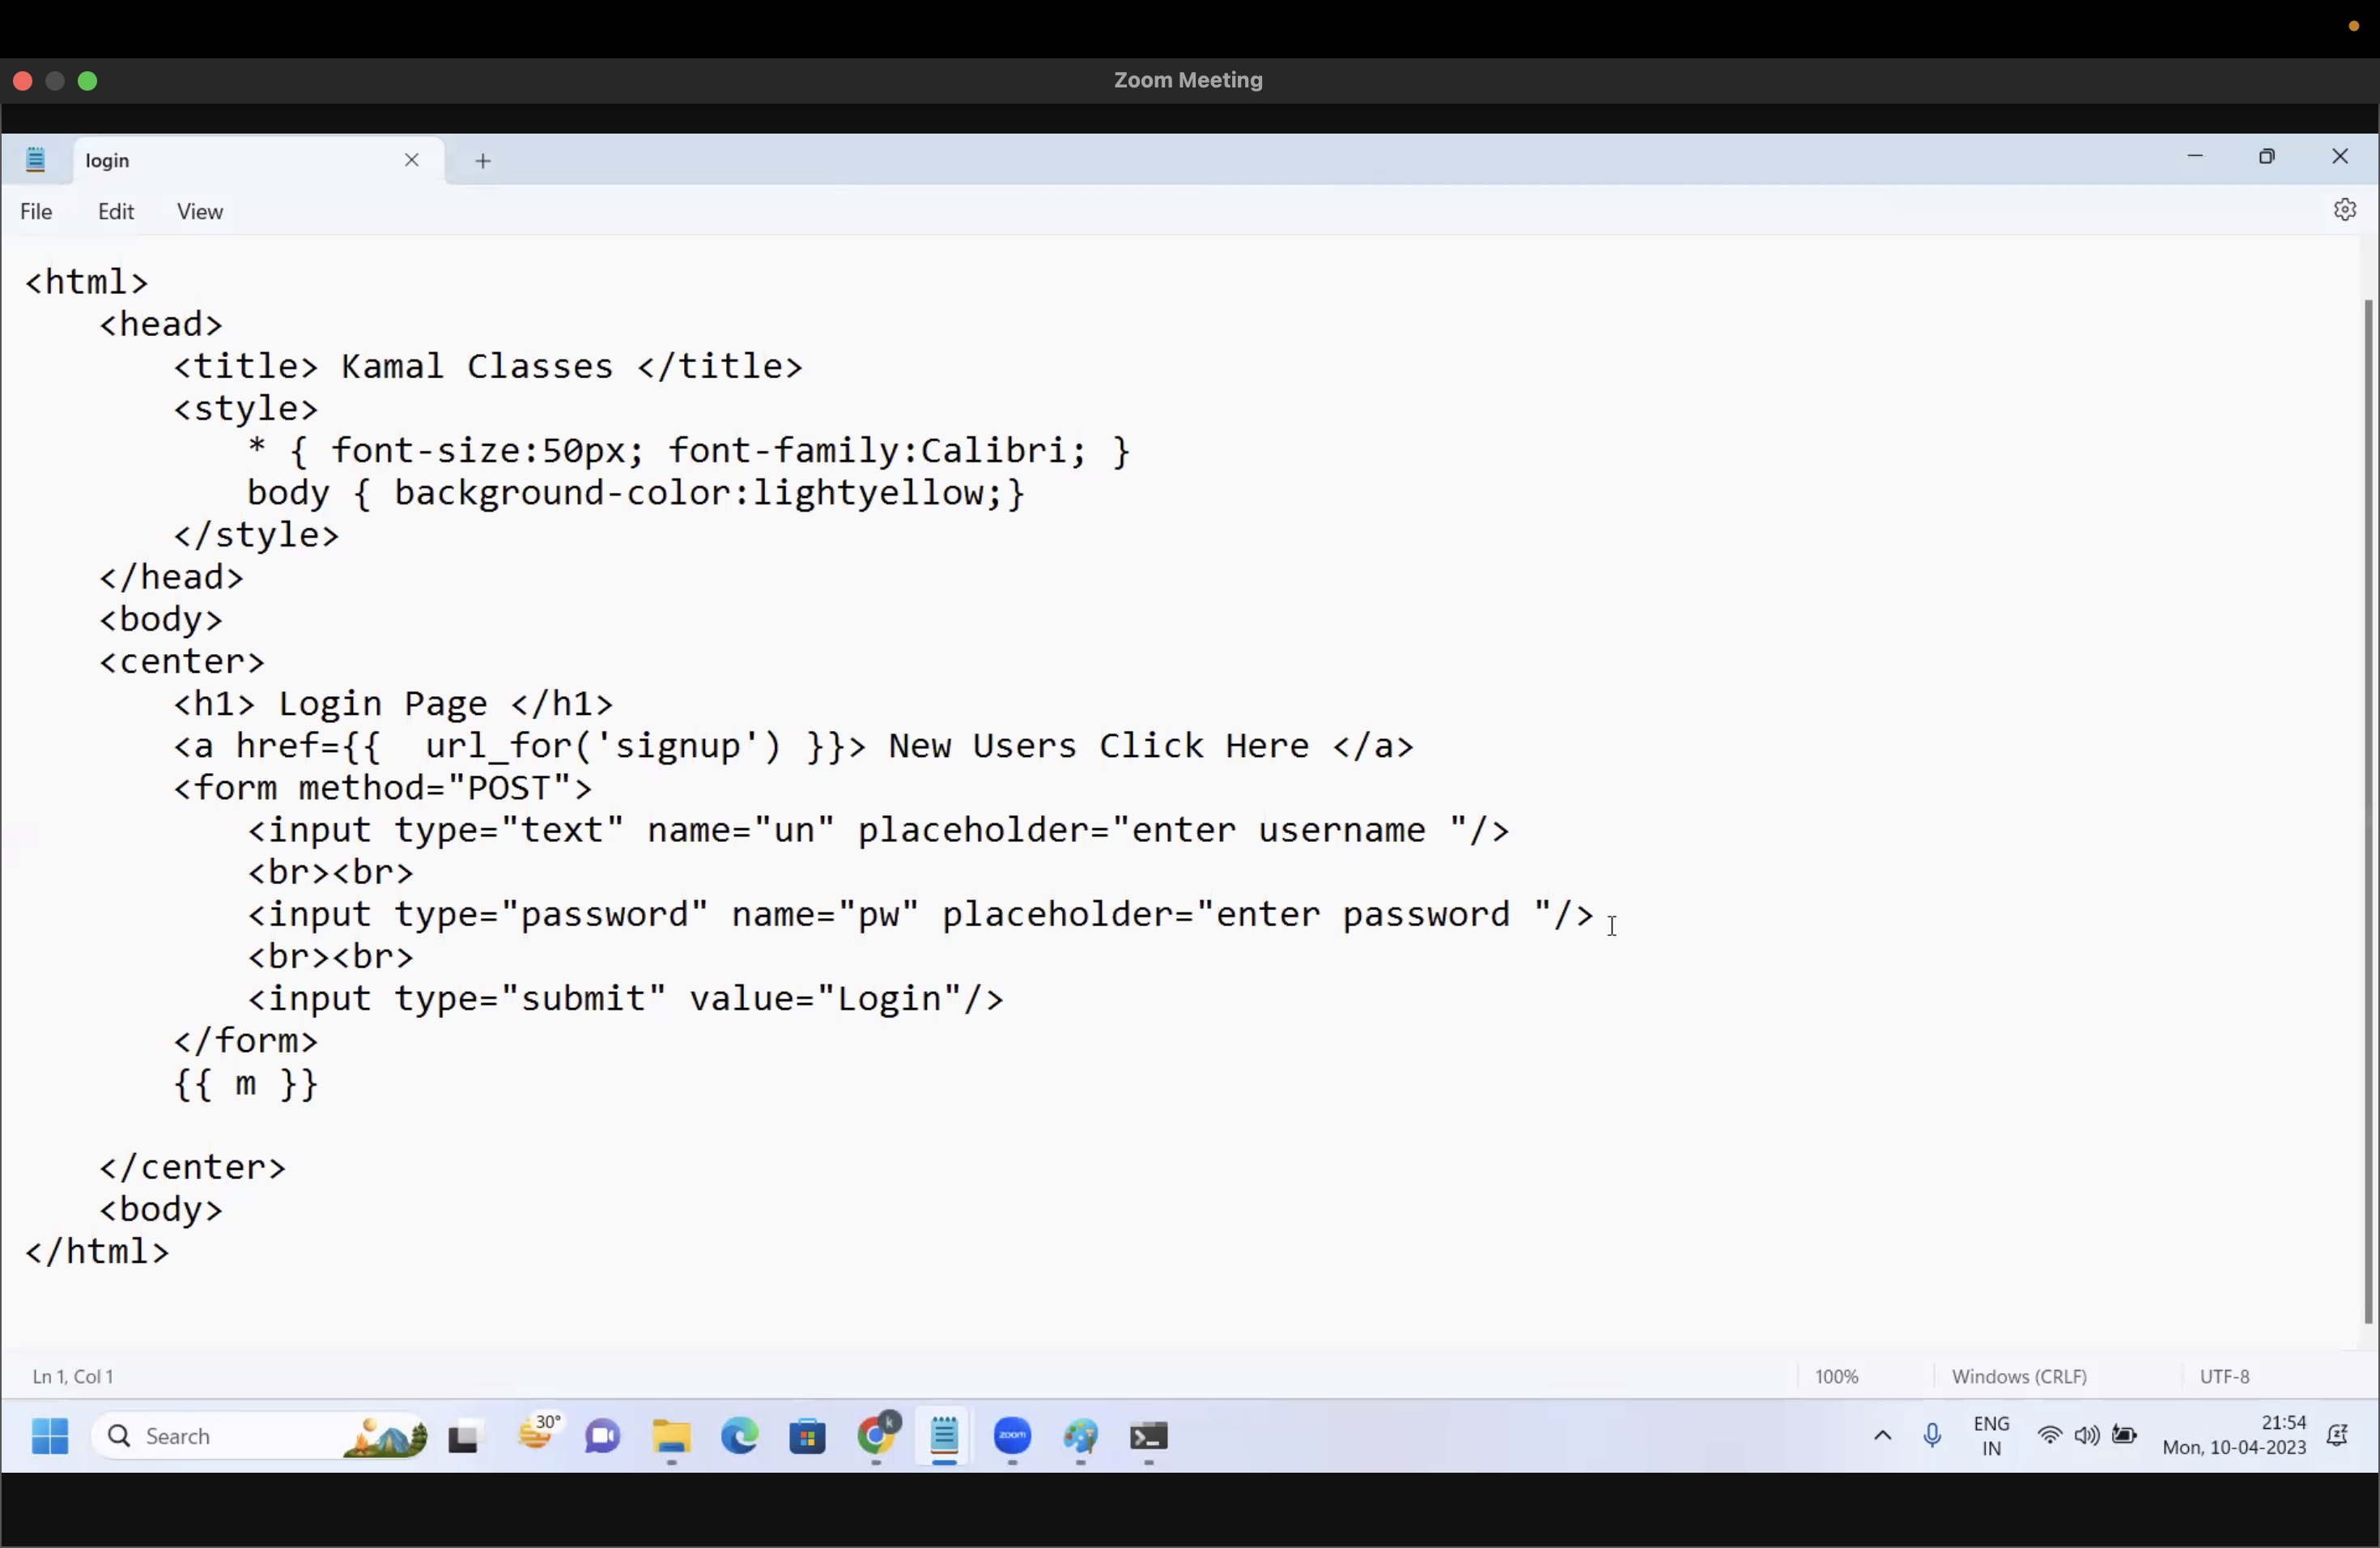 Zoom Meeting
login
File Edit View
<html>
<head>
<title> Kamal Classes </title>
<style>
* { font-size:50px; font-family:Calibri; }
body { background-color:lightyellow;}
</style>
</head>
<body>
<center>
<h1> Login Page </h1>
<a href={{  url_for('signup') }}> New Users Click Here </a>
<form method="POST">
<input type="text" name="un" placeholder="enter username "/>
<br><br>
<input type="password" name="pw" placeholder="enter password "/>
<br><br>
<input type="submit" value="Login"/>
</form>
{{ m }}
</center>
<body>
</html>
Ln 1, Col 1 100% Windows (CRLF) UTF-8
Search 30° k zoom ENG 21:54
IN Mon, 10-04-2023